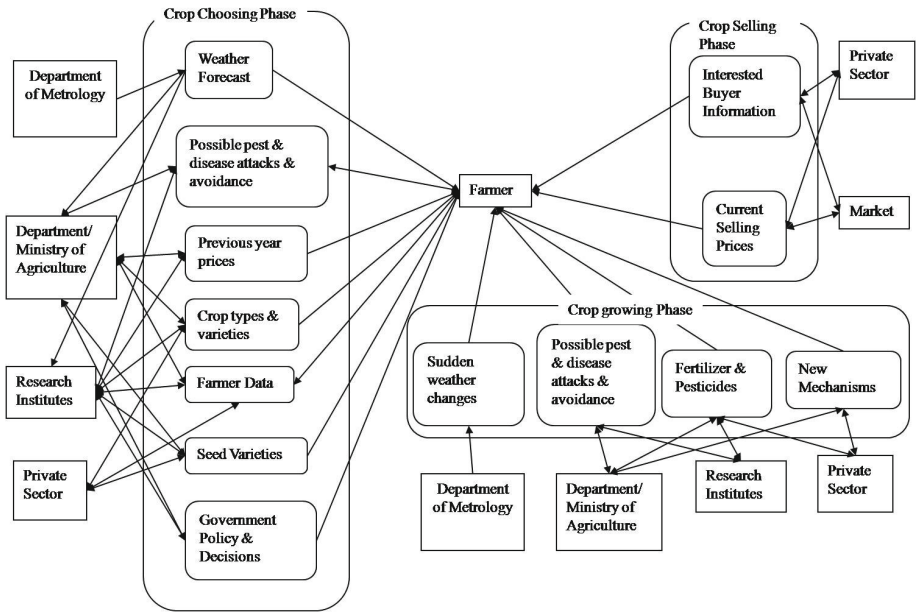 Crop Choosing Phase
Department
of Metrology
Weather
Forecast
Possible pest &
disease attacks &
avoidance
Department/
Ministry of
Agriculture
Previous year
prices
Crop types &
varieties
Research
Institutes
Farmer Data
Private
Sector
Seed Varieties
Government
Policy &
Decisions
Farmer
Crop Selling
Phase
Interested
Buyer
Information
Private
Sector
Current
Selling
Prices
Market
Crop growing Phase
Sudden
weather
changes
Possible pest
& disease
attacks &
avoidance
Fertilizer &
Pesticides
New
Mechanisms
Department
of Metrology
Department/
Ministry of
Agriculture
Research
Institutes
Private
Sector